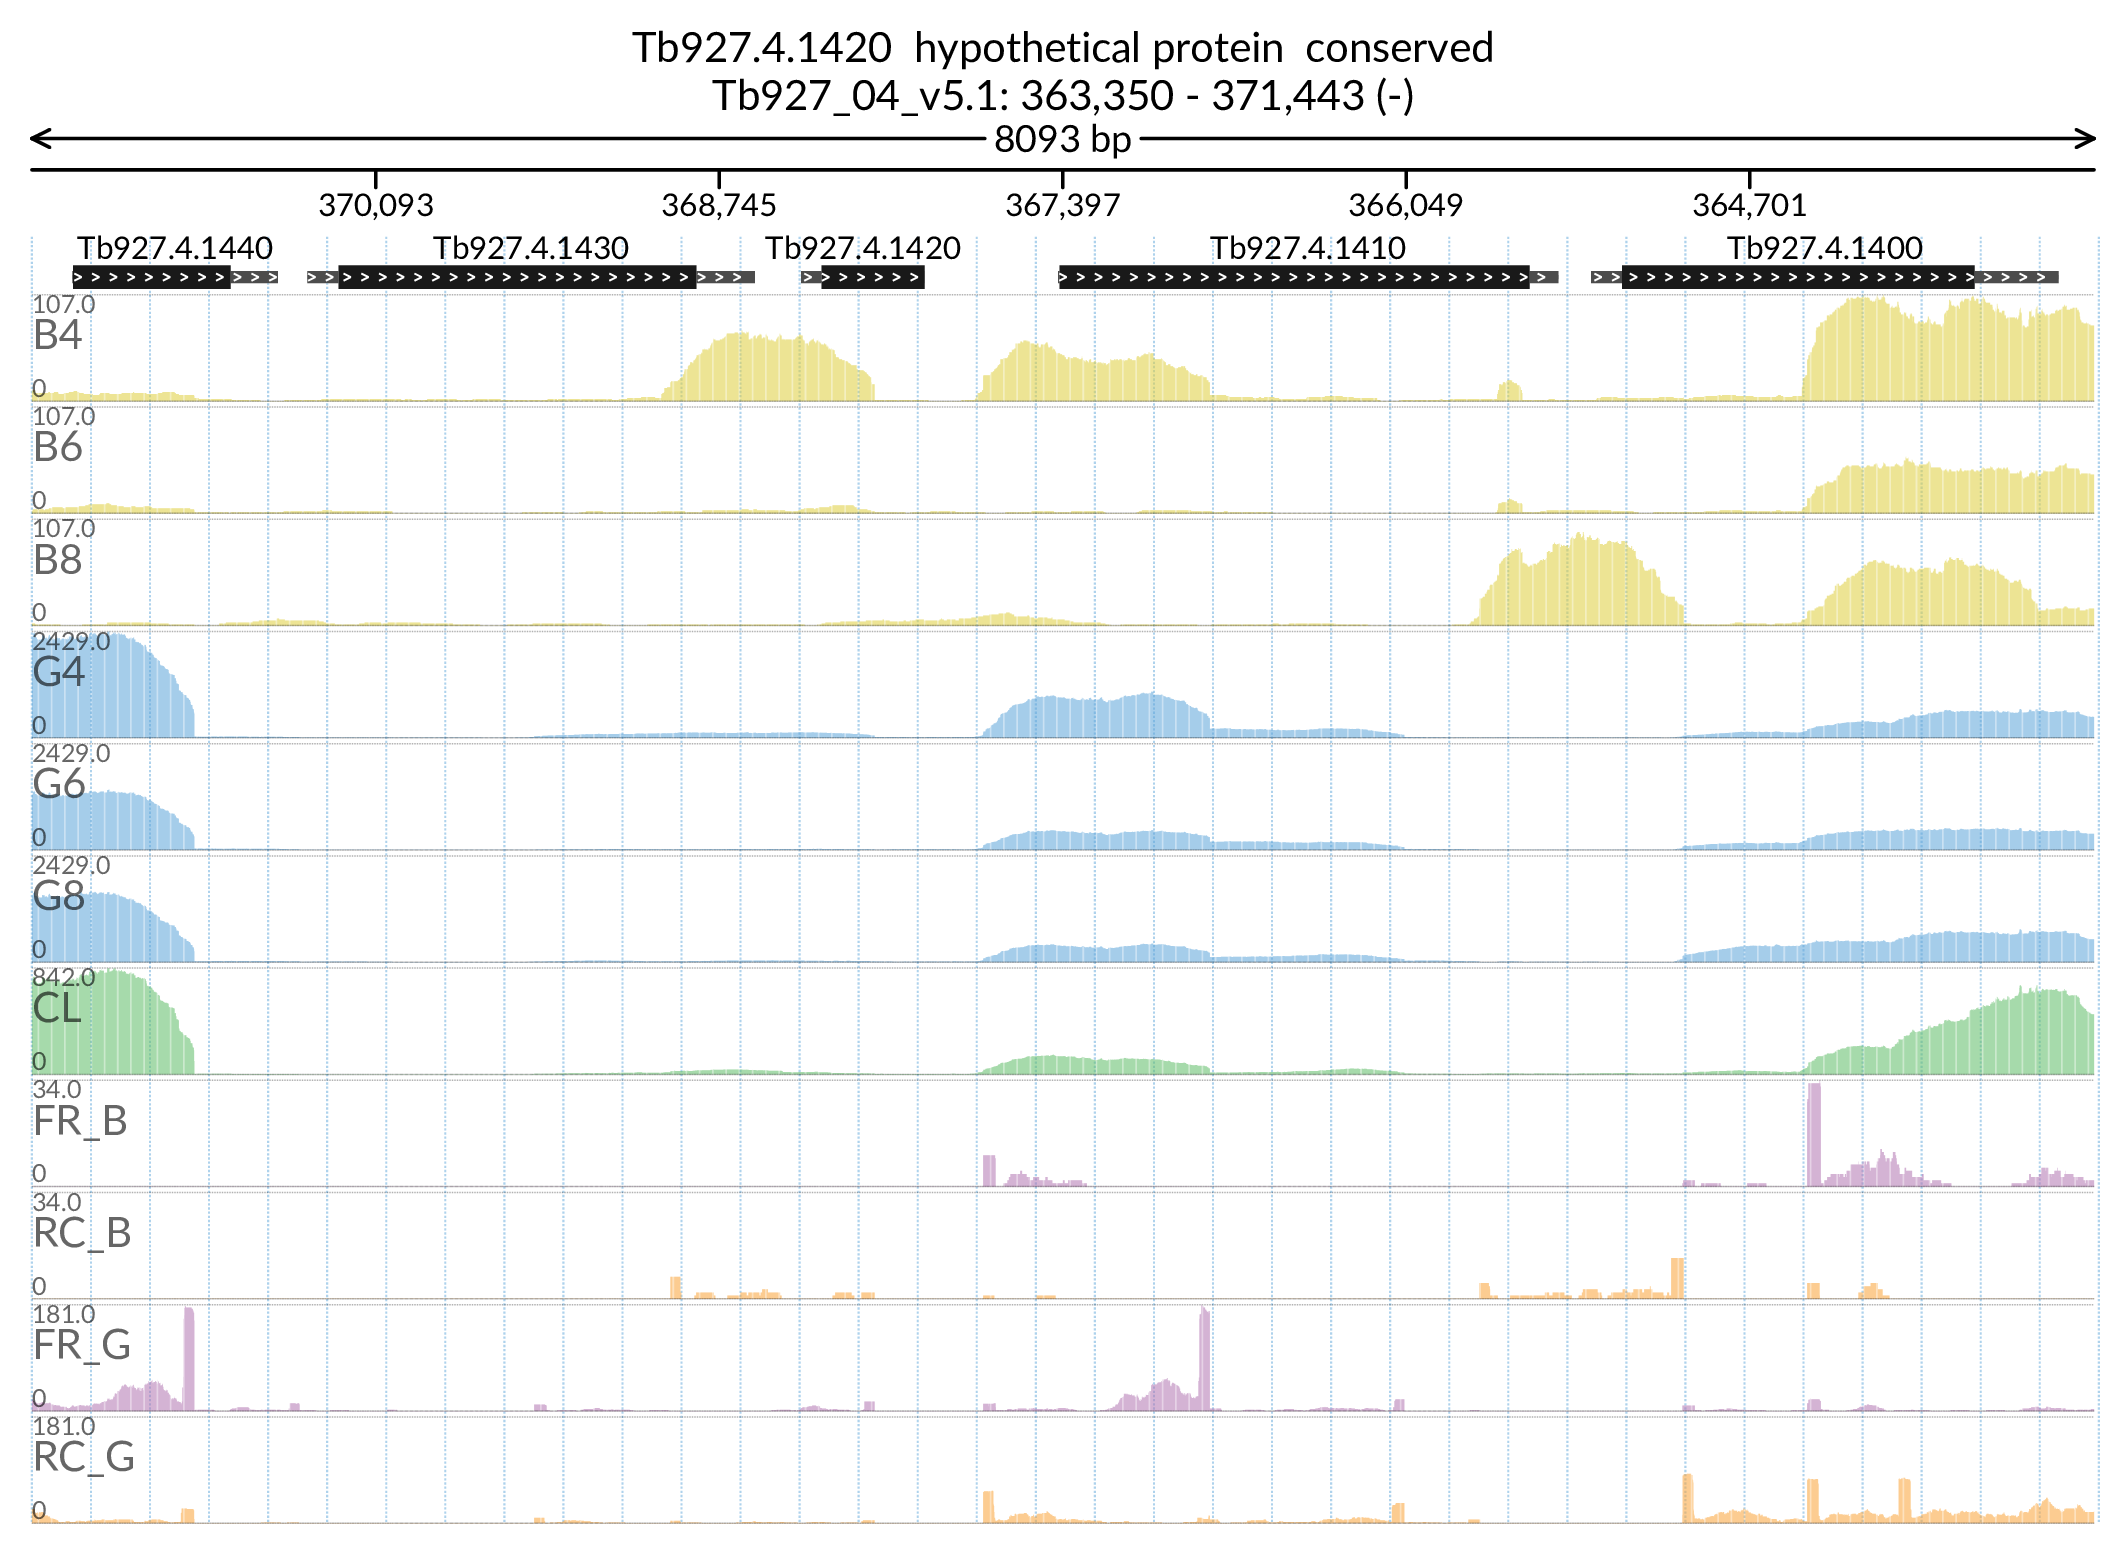 Tb927.4.1420 hypothetical protein conserved
Tb927_04_v5.1: 363,350 - 371,443 (-)
8093 bp
370,093 368,745 367,397 366,049 364,701
Tb927.4.1440 Tb927.4.1430 Tb927.4.1420 Tb927.4.1410 Tb927.4.1400
107.0
B4
0
107.0
B6
0
107.0
B8
0
2429.0
G4
0
2429.0
G6
0
2429.0
G8
0
842.0
CL
0
34.0
FR_B
0
34.0
RC_B
0
181.0
FR_G
0
181.0
RC_G
0